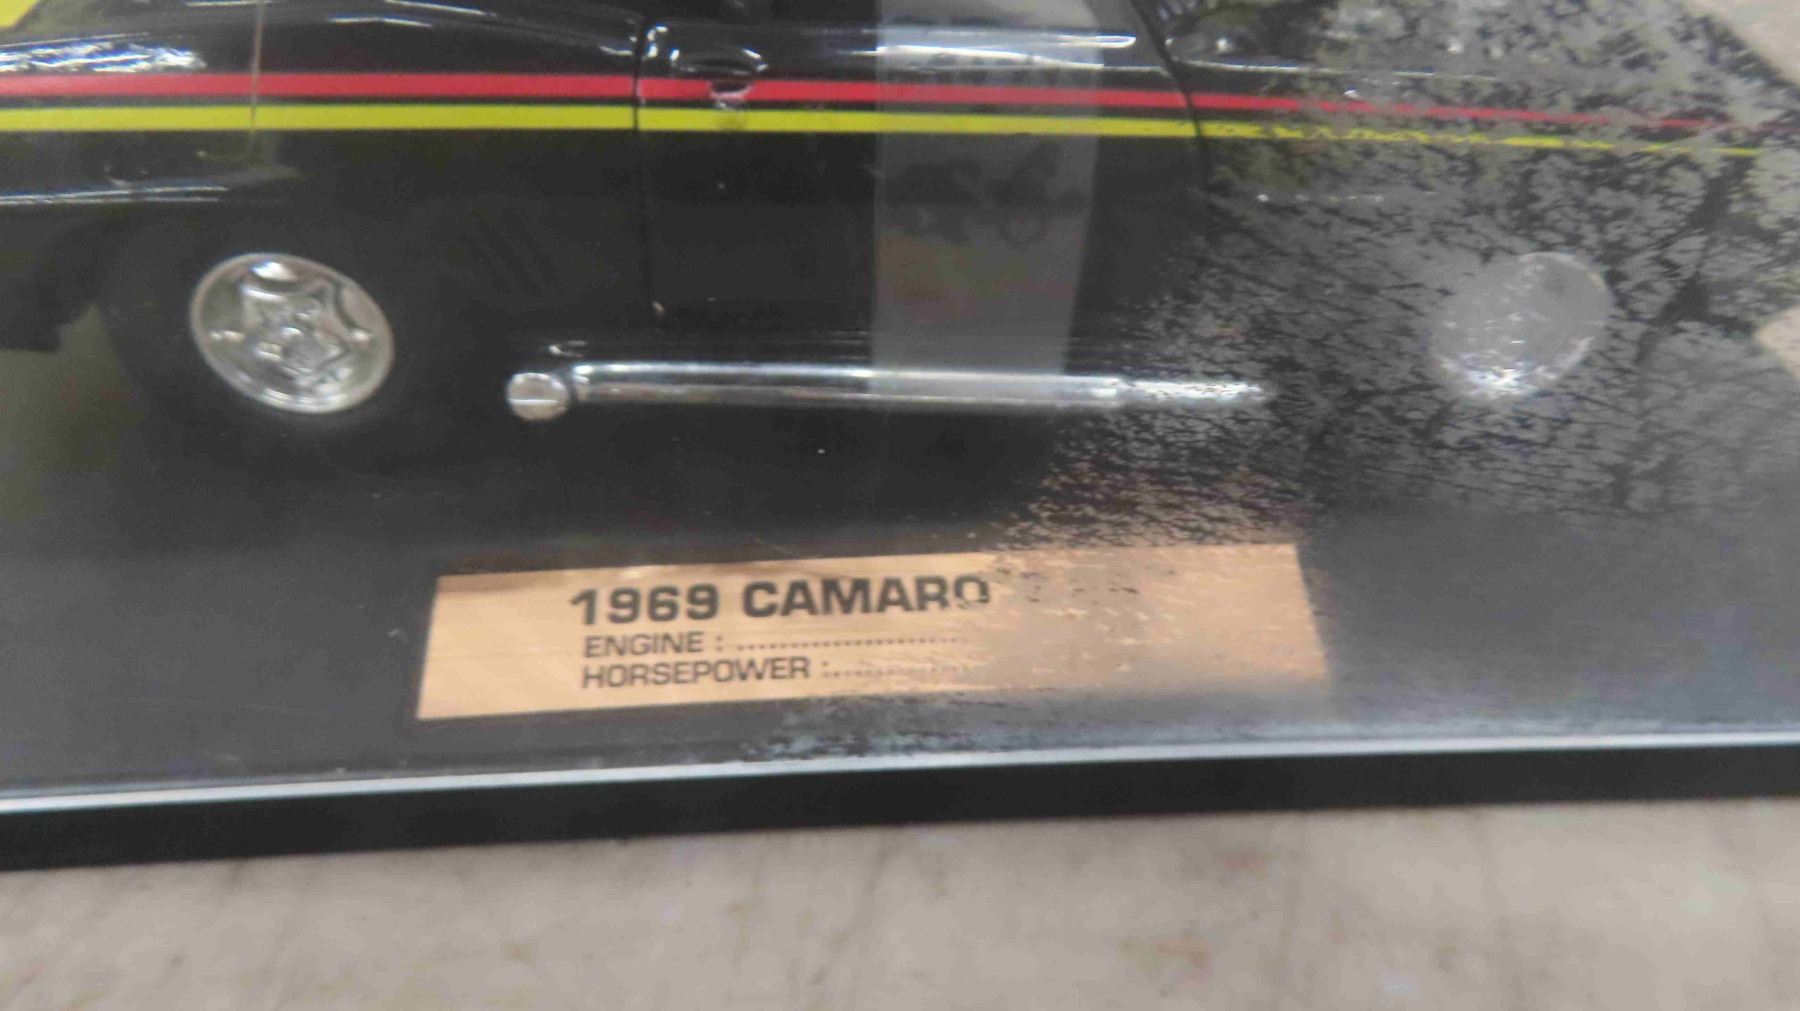 1969 CAMARO
ENGINE : ........................
HORSEPOWER : ..............